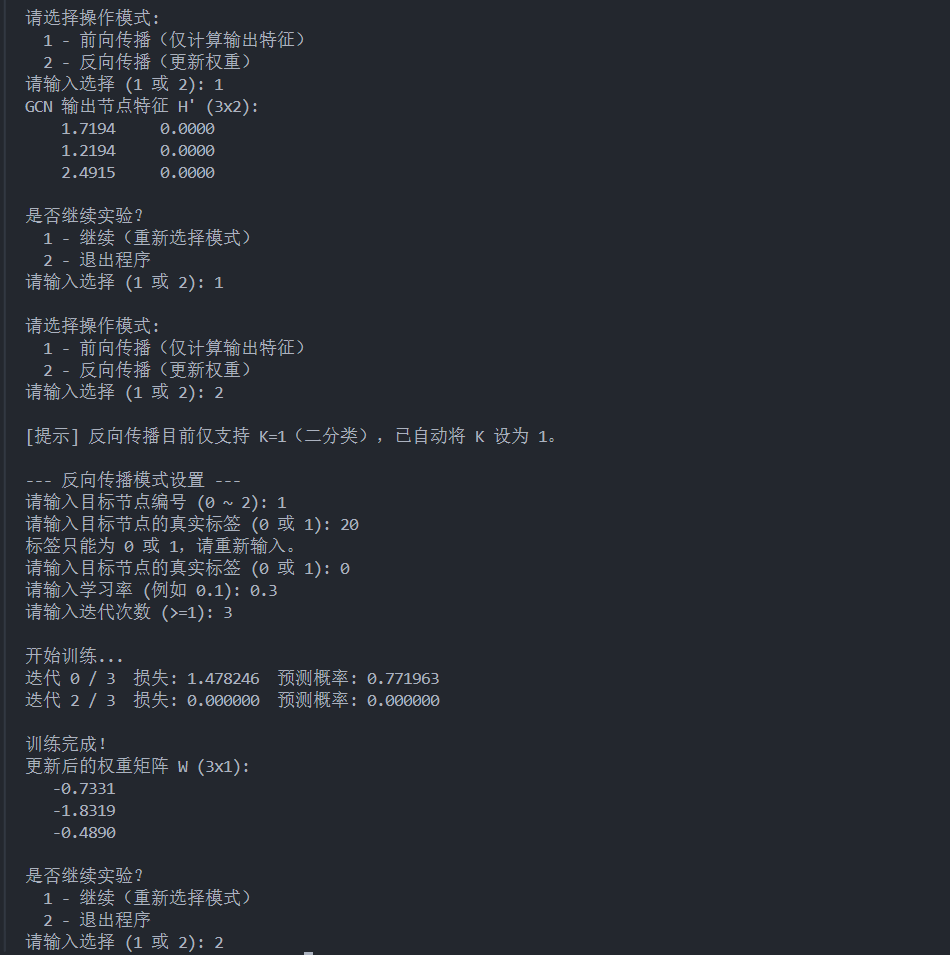 请选择操作模式:
1 - 前向传播（仅计算输出特征）
2 - 反向传播（更新权重）
请输入选择 (1 或 2): 1
GCN 输出节点特征 H' (3x2):
1.7194 0.0000
1.2194 0.0000
2.4915 0.0000
是否继续实验?
1 - 继续（重新选择模式）
2 - 退出程序
请输入选择 (1 或 2): 1
请选择操作模式:
1 - 前向传播（仅计算输出特征）
2 - 反向传播（更新权重）
请输入选择 (1 或 2): 2
[提示] 反向传播目前仅支持 K=1（二分类），已自动将 K 设为 1。
--- 反向传播模式设置 ---
请输入目标节点编号 (0 ~ 2): 1
请输入目标节点的真实标签 (0 或 1): 20
标签只能为 0 或 1，请重新输入。
请输入目标节点的真实标签 (0 或 1): 0
请输入学习率 (例如 0.1): 0.3
请输入迭代次数 (>=1): 3
开始训练...
迭代 0 / 3 损失: 1.478246 预测概率: 0.771963
迭代 2 / 3 损失: 0.000000 预测概率: 0.000000
训练完成!
更新后的权重矩阵 W (3x1):
-0.7331
-1.8319
-0.4890
是否继续实验?
1 - 继续（重新选择模式）
2 - 退出程序
请输入选择 (1 或 2): 2